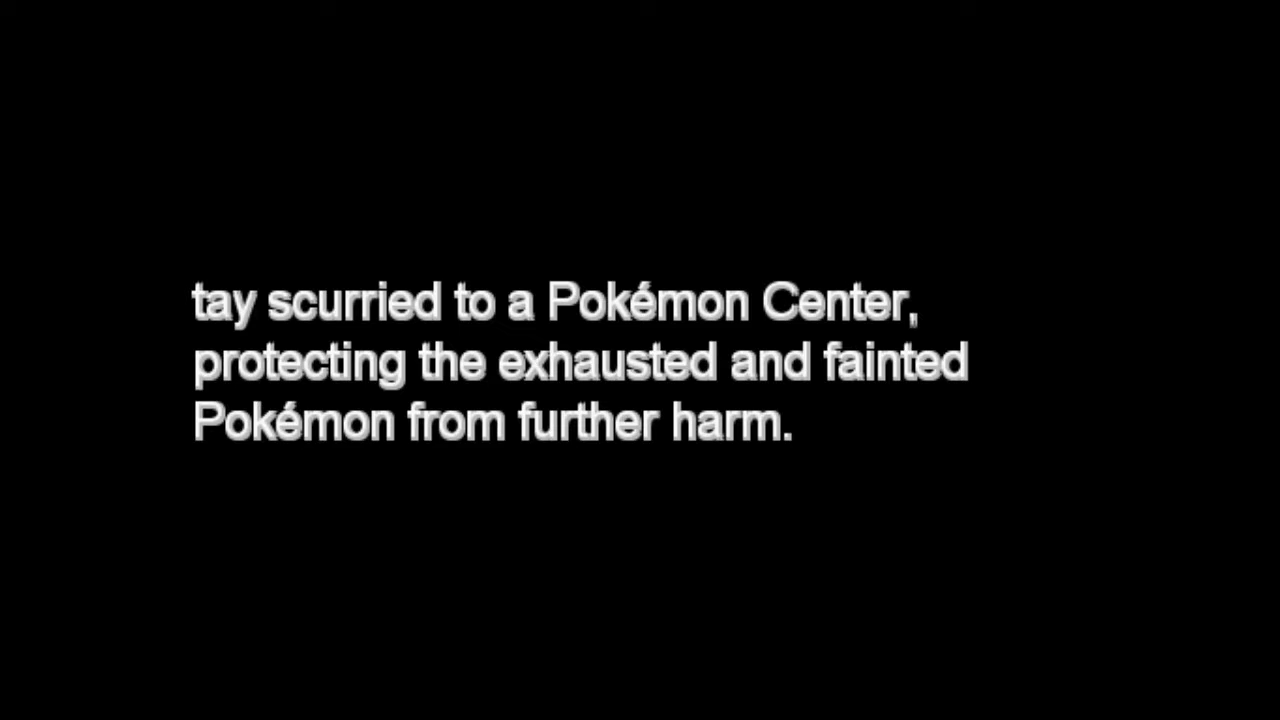 tay scurried to a Pokémon Center,
protecting the exhausted and fainted
Pokémon from further harm.